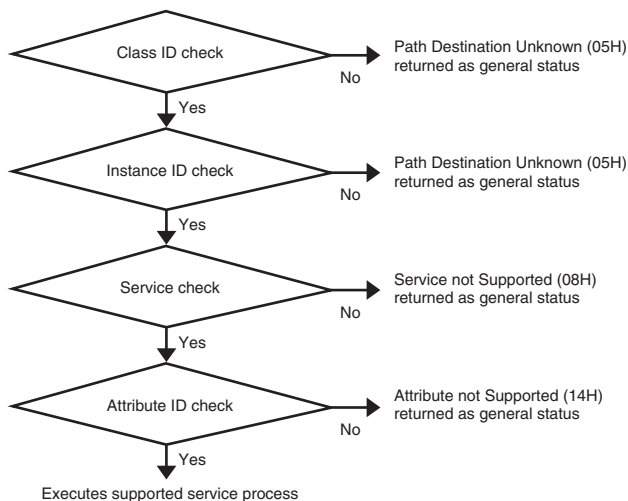 Class ID check
No
Path Destination Unknown (05H)
returned as general status
Yes
Instance ID check
No
Path Destination Unknown (05H)
returned as general status
Yes
Service check
No
Service not Supported (08H)
returned as general status
Yes
Attribute ID check
No
Attribute not Supported (14H)
returned as general status
Yes
Executes supported service process